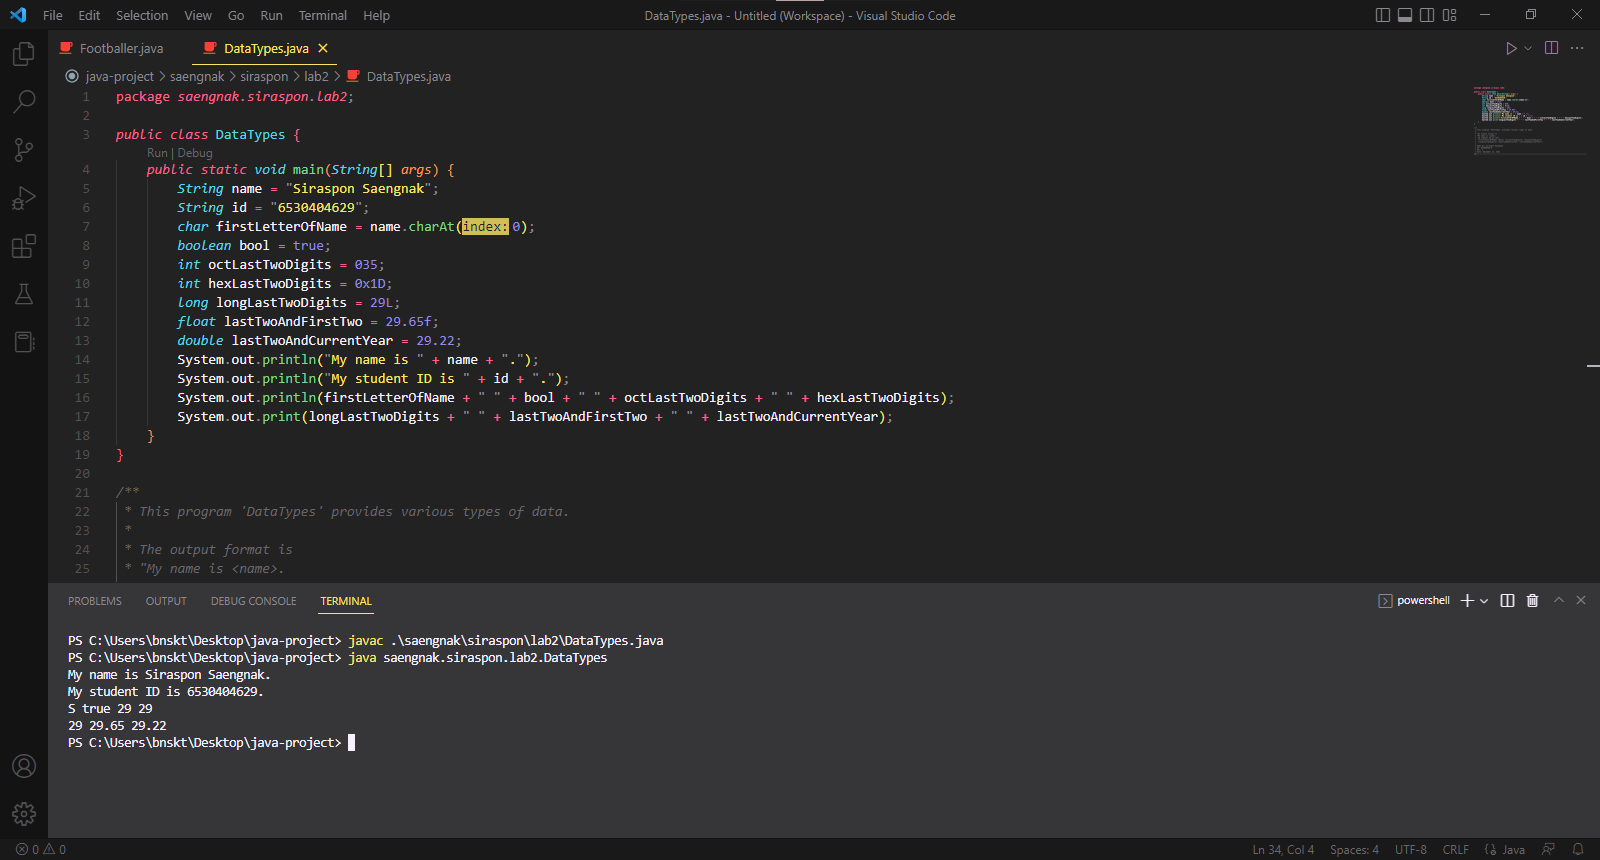 File Edit Selection View Go Run Terminal Help DataTypes.java - Untitled (Workspace) - Visual Studio Code
Footballer.java DataTypes.java
java-project > saengnak > siraspon > lab2 > DataTypes.java
1 package saengnak.siraspon.lab2;
2
3 public class DataTypes {
Run | Debug
4 public static void main(String[] args) {
5 String name = "Siraspon Saengnak";
6 String id = "6530404629";
7 char firstLetterOfName = name.charAt(index:0);
8 boolean bool = true;
9 int octLastTwoDigits = 035;
10 int hexLastTwoDigits = 0x1D;
11 long longLastTwoDigits = 29L;
12 float lastTwoAndFirstTwo = 29.65f;
13 double lastTwoAndCurrentYear = 29.22;
14 System.out.println("My name is " + name + ".");
15 System.out.println("My student ID is " + id + ".");
16 System.out.println(firstLetterOfName + " " + bool + " " + octLastTwoDigits + " " + hexLastTwoDigits);
17 System.out.print(longLastTwoDigits + " " + lastTwoAndFirstTwo + " " + lastTwoAndCurrentYear);
18 }
19 }
20
21 /**
22 * This program 'DataTypes' provides various types of data.
23 *
24 * The output format is
25 * "My name is <name>.
PROBLEMS OUTPUT DEBUG CONSOLE TERMINAL powershell
PS C:\Users\bnskt\Desktop\java-project> javac .\saengnak\siraspon\lab2\DataTypes.java
PS C:\Users\bnskt\Desktop\java-project> java saengnak.siraspon.lab2.DataTypes
My name is Siraspon Saengnak.
My student ID is 6530404629.
S true 29 29
29 29.65 29.22
PS C:\Users\bnskt\Desktop\java-project>
0 0 Ln 34, Col 4 Spaces: 4 UTF-8 CRLF {} Java